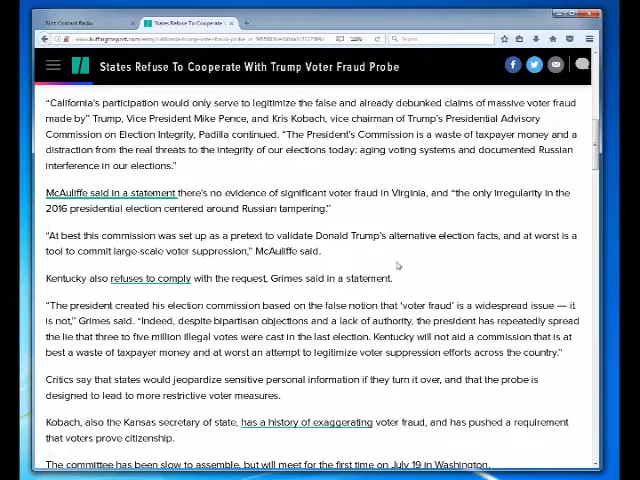 First Contact Radio
States Refuse To Cooperate
www.huffingtonpost.com/entry/california-trump-voter-fraud-probe
Search
States Refuse To Cooperate With Trump Voter Fraud Probe
“California’s participation would only serve to legitimize the false and already debunked claims of massive voter fraud
made by” Trump, Vice President Mike Pence, and Kris Kobach, vice chairman of Trump’s Presidential Advisory
Commission on Election Integrity, Padilla continued. “The President’s Commission is a waste of taxpayer money and a
distraction from the real threats to the integrity of our elections today: aging voting systems and documented Russian
interference in our elections.”
McAuliffe said in a statement there’s no evidence of significant voter fraud in Virginia, and “the only irregularity in the
2016 presidential election centered around Russian tampering.”
“At best this commission was set up as a pretext to validate Donald Trump’s alternative election facts, and at worst is a
tool to commit large-scale voter suppression,” McAuliffe said.
Kentucky also refuses to comply with the request, Grimes said in a statement.
“The president created his election commission based on the false notion that ‘voter fraud’ is a widespread issue — it
is not,” Grimes said. “Indeed, despite bipartisan objections and a lack of authority, the president has repeatedly spread
the lie that three to five million illegal votes were cast in the last election. Kentucky will not aid a commission that is at
best a waste of taxpayer money and at worst an attempt to legitimize voter suppression efforts across the country.”
Critics say that states would jeopardize sensitive personal information if they turn it over, and that the probe is
designed to lead to more restrictive voter measures.
Kobach, also the Kansas secretary of state, has a history of exaggerating voter fraud, and has pushed a requirement
that voters prove citizenship.
The committee has been slow to assemble, but will meet for the first time on July 19 in Washington.